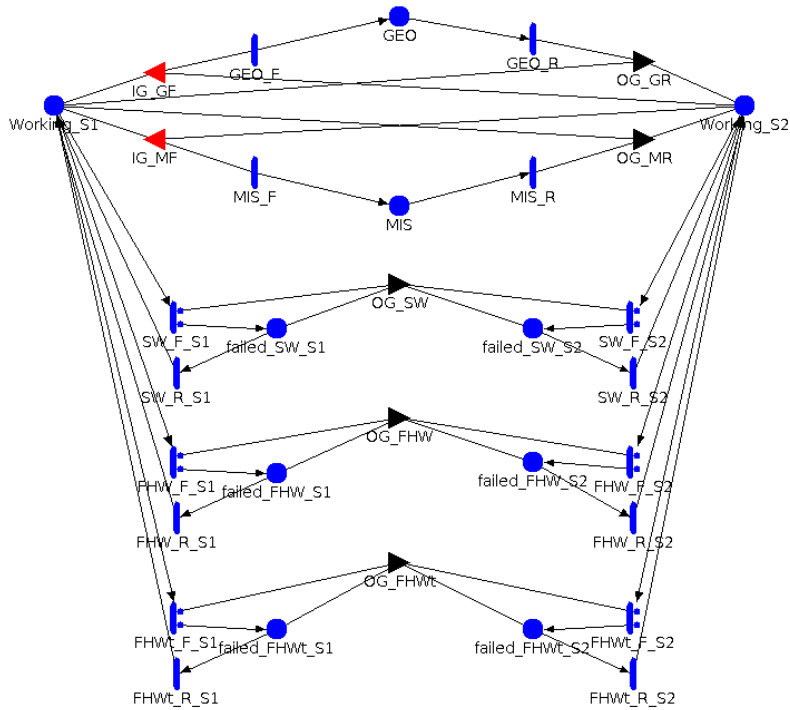 GEO
GEO_F
GEO_R
IG_GF
OG_GR
Working_S1
Working_S2
IG_MF
OG_MR
MIS_F
MIS_R
MIS
OG_SW
SW_F_S1
failed_SW_S1
failed_SW_S2
SW_F_S2
SW_R_S1
SW_R_S2
OG_FHW
FHW_F_S1
failed_FHW_S1
failed_FHW_S2
FHW_F_S2
FHW_R_S1
FHW_R_S2
OG_FHWt
FHWt_F_S1
failed_FHWt_S1
failed_FHWt_S2
FHWt_F_S2
FHWt_R_S1
FHWt_R_S2